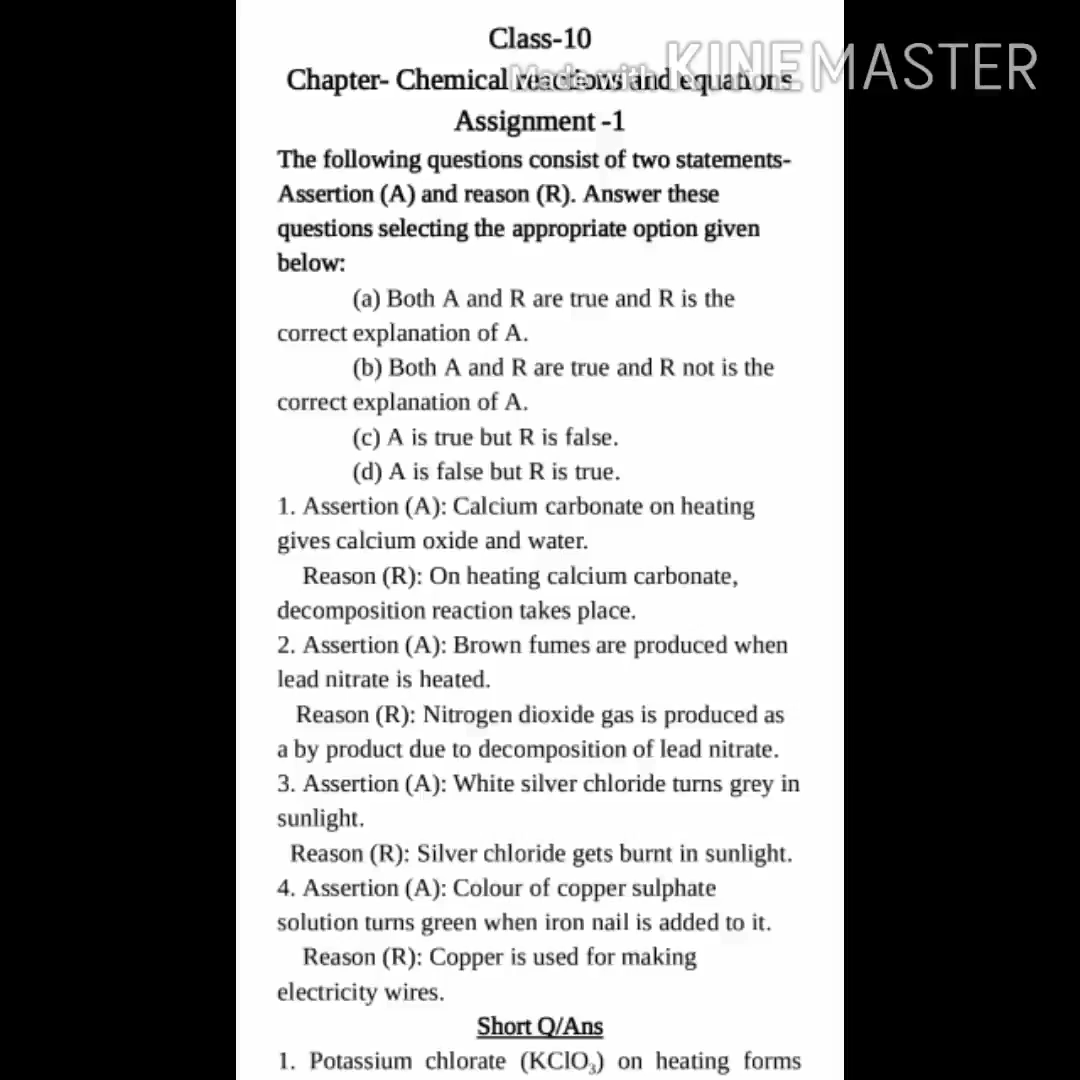 Class-10
Made with KINEMASTER
Chapter- Chemical reactions and equations
Assignment -1
The following questions consist of two statements-
Assertion (A) and reason (R). Answer these
questions selecting the appropriate option given
below:
(a) Both A and R are true and R is the
correct explanation of A.
(b) Both A and R are true and R not is the
correct explanation of A.
(c) A is true but R is false.
(d) A is false but R is true.
1. Assertion (A): Calcium carbonate on heating
gives calcium oxide and water.
Reason (R): On heating calcium carbonate,
decomposition reaction takes place.
2. Assertion (A): Brown fumes are produced when
lead nitrate is heated.
Reason (R): Nitrogen dioxide gas is produced as
a by product due to decomposition of lead nitrate.
3. Assertion (A): White silver chloride turns grey in
sunlight.
Reason (R): Silver chloride gets burnt in sunlight.
4. Assertion (A): Colour of copper sulphate
solution turns green when iron nail is added to it.
Reason (R): Copper is used for making
electricity wires.
Short Q/Ans
1. Potassium chlorate (KClO₃) on heating forms